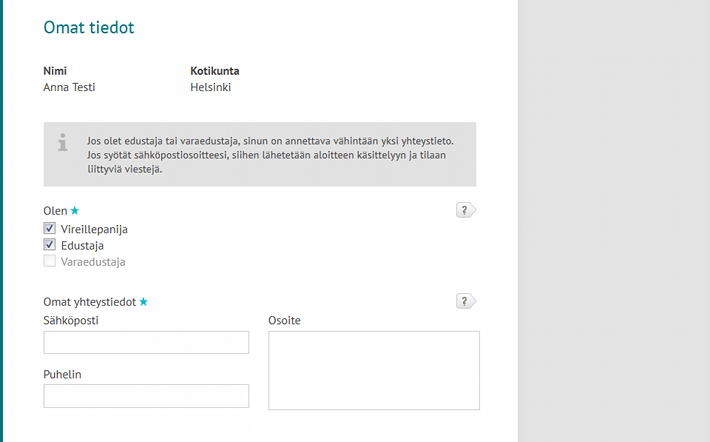 Omat tiedot
Nimi
Kotikunta
Anna Testi
Helsinki
Jos olet edustaja tai varaedustaja, sinun on annettava vähintään yksi yhteystieto.
Jos syötät sähköpostiosoitteesi, siihen lähetetään aloitteen käsittelyyn ja tilaan
liittyviä viestejä.
Olen ★
?
Vireillepanija
Edustaja
Varaedustaja
Omat yhteystiedot ★
?
Sähköposti
Osoite
Puhelin